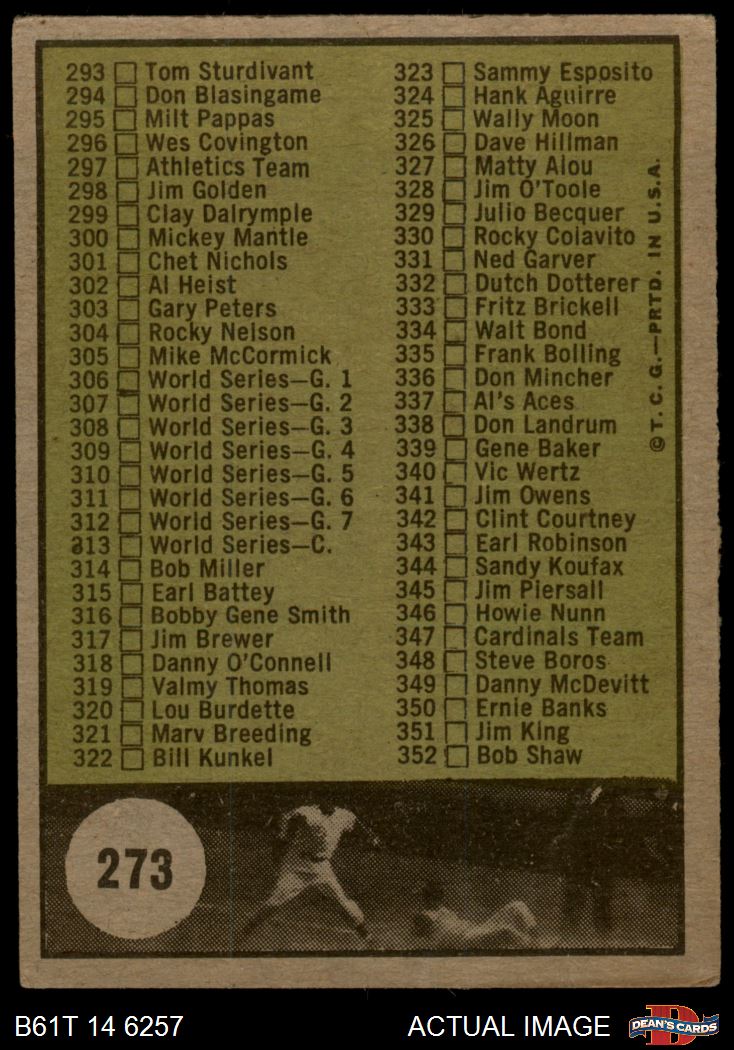 293 Tom Sturdivant
294 Don Blasingame
295 Milt Pappas
296 Wes Covington
297 Athletics Team
298 Jim Golden
299 Clay Dalrymple
300 Mickey Mantle
301 Chet Nichols
302 Al Heist
303 Gary Peters
304 Rocky Nelson
305 Mike McCormick
306 World Series—G. 1
307 World Series—G. 2
308 World Series—G. 3
309 World Series—G. 4
310 World Series—G. 5
311 World Series—G. 6
312 World Series—G. 7
313 World Series—C.
314 Bob Miller
315 Earl Battey
316 Bobby Gene Smith
317 Jim Brewer
318 Danny O'Connell
319 Valmy Thomas
320 Lou Burdette
321 Marv Breeding
322 Bill Kunkel
323 Sammy Esposito
324 Hank Aguirre
325 Wally Moon
326 Dave Hillman
327 Matty Alou
328 Jim O'Toole
329 Julio Becquer
330 Rocky Colavito
331 Ned Garver
332 Dutch Dotterer
333 Fritz Brickell
334 Walt Bond
335 Frank Bolling
336 Don Mincher
337 Al's Aces
338 Don Landrum
339 Gene Baker
340 Vic Wertz
341 Jim Owens
342 Clint Courtney
343 Earl Robinson
344 Sandy Koufax
345 Jim Piersall
346 Howie Nunn
347 Cardinals Team
348 Steve Boros
349 Danny McDevitt
350 Ernie Banks
351 Jim King
352 Bob Shaw
© T. C. G.—PRTD. IN U.S.A.
273
B61T 14 6257
ACTUAL IMAGE
DEAN'S CARDS